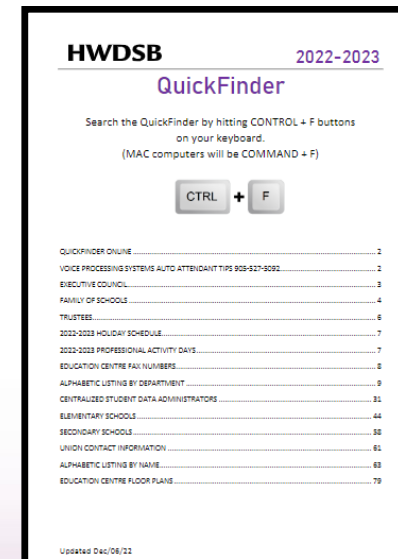 HWDSB 2022-2023
QuickFinder
Search the QuickFinder by hitting CONTROL + F buttons
on your keyboard.
(MAC computers will be COMMAND + F)
CTRL + F
QUICKFINDER ONLINE 2
VOICE PROCESSING SYSTEMS AUTO ATTENDANT TIPS 905-527-5092 2
EXECUTIVE COUNCIL 3
FAMILY OF SCHOOLS 4
TRUSTEES 6
2022-2023 HOLIDAY SCHEDULE 7
2022-2023 PROFESSIONAL ACTIVITY DAYS 7
EDUCATION CENTRE FAX NUMBERS 8
ALPHABETIC LISTING BY DEPARTMENT 9
CENTRALIZED STUDENT DATA ADMINISTRATORS 31
ELEMENTARY SCHOOLS 44
SECONDARY SCHOOLS 58
UNION CONTACT INFORMATION 61
ALPHABETIC LISTING BY NAME 63
EDUCATION CENTRE FLOOR PLANS 79
Updated Dec/06/22